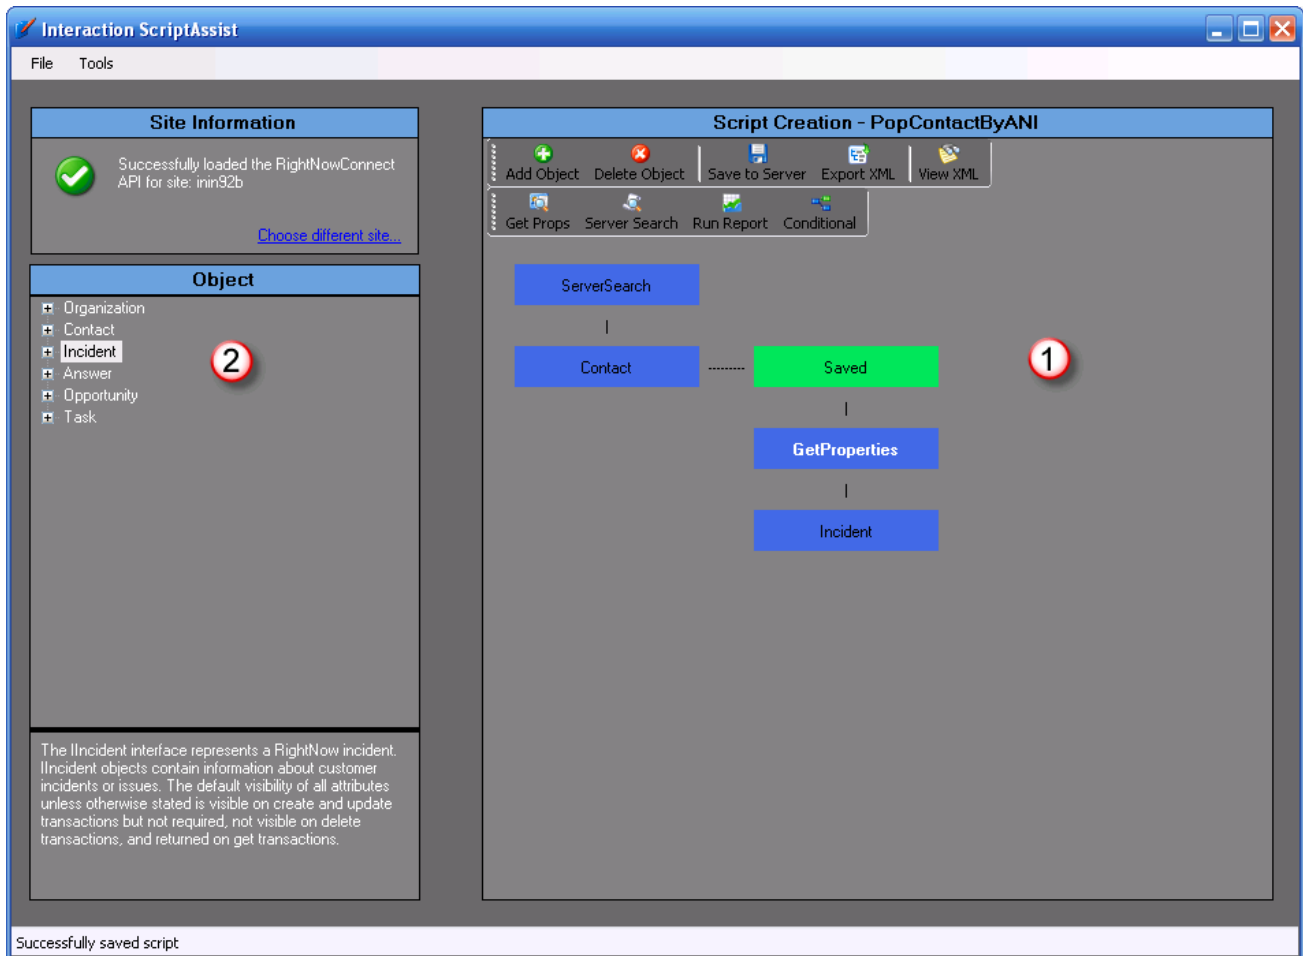 Interaction ScriptAssist
File Tools
Site Information
Successfully loaded the RightNowConnect
API for site: inin92b
Choose different site...
Object
Organization
Contact
Incident
Answer
Opportunity
Task
2
The IIncident interface represents a RightNow incident.
IIncident objects contain information about customer
incidents or issues. The default visibility of all attributes
unless otherwise stated is visible on create and update
transactions but not required, not visible on delete
transactions, and returned on get transactions.
Script Creation - PopContactByANI
Add Object Delete Object Save to Server Export XML View XML
Get Props Server Search Run Report Conditional
ServerSearch
Contact Saved
1
GetProperties
Incident
Successfully saved script